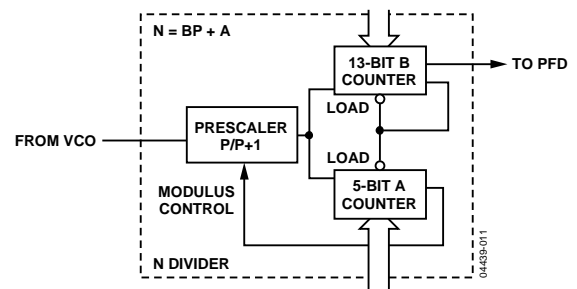 N = BP + A
13-BIT B
COUNTER
TO PFD
LOAD
PRESCALER
P/P+1
FROM VCO
LOAD
MODULUS
CONTROL
5-BIT A
COUNTER
N DIVIDER
04439-011